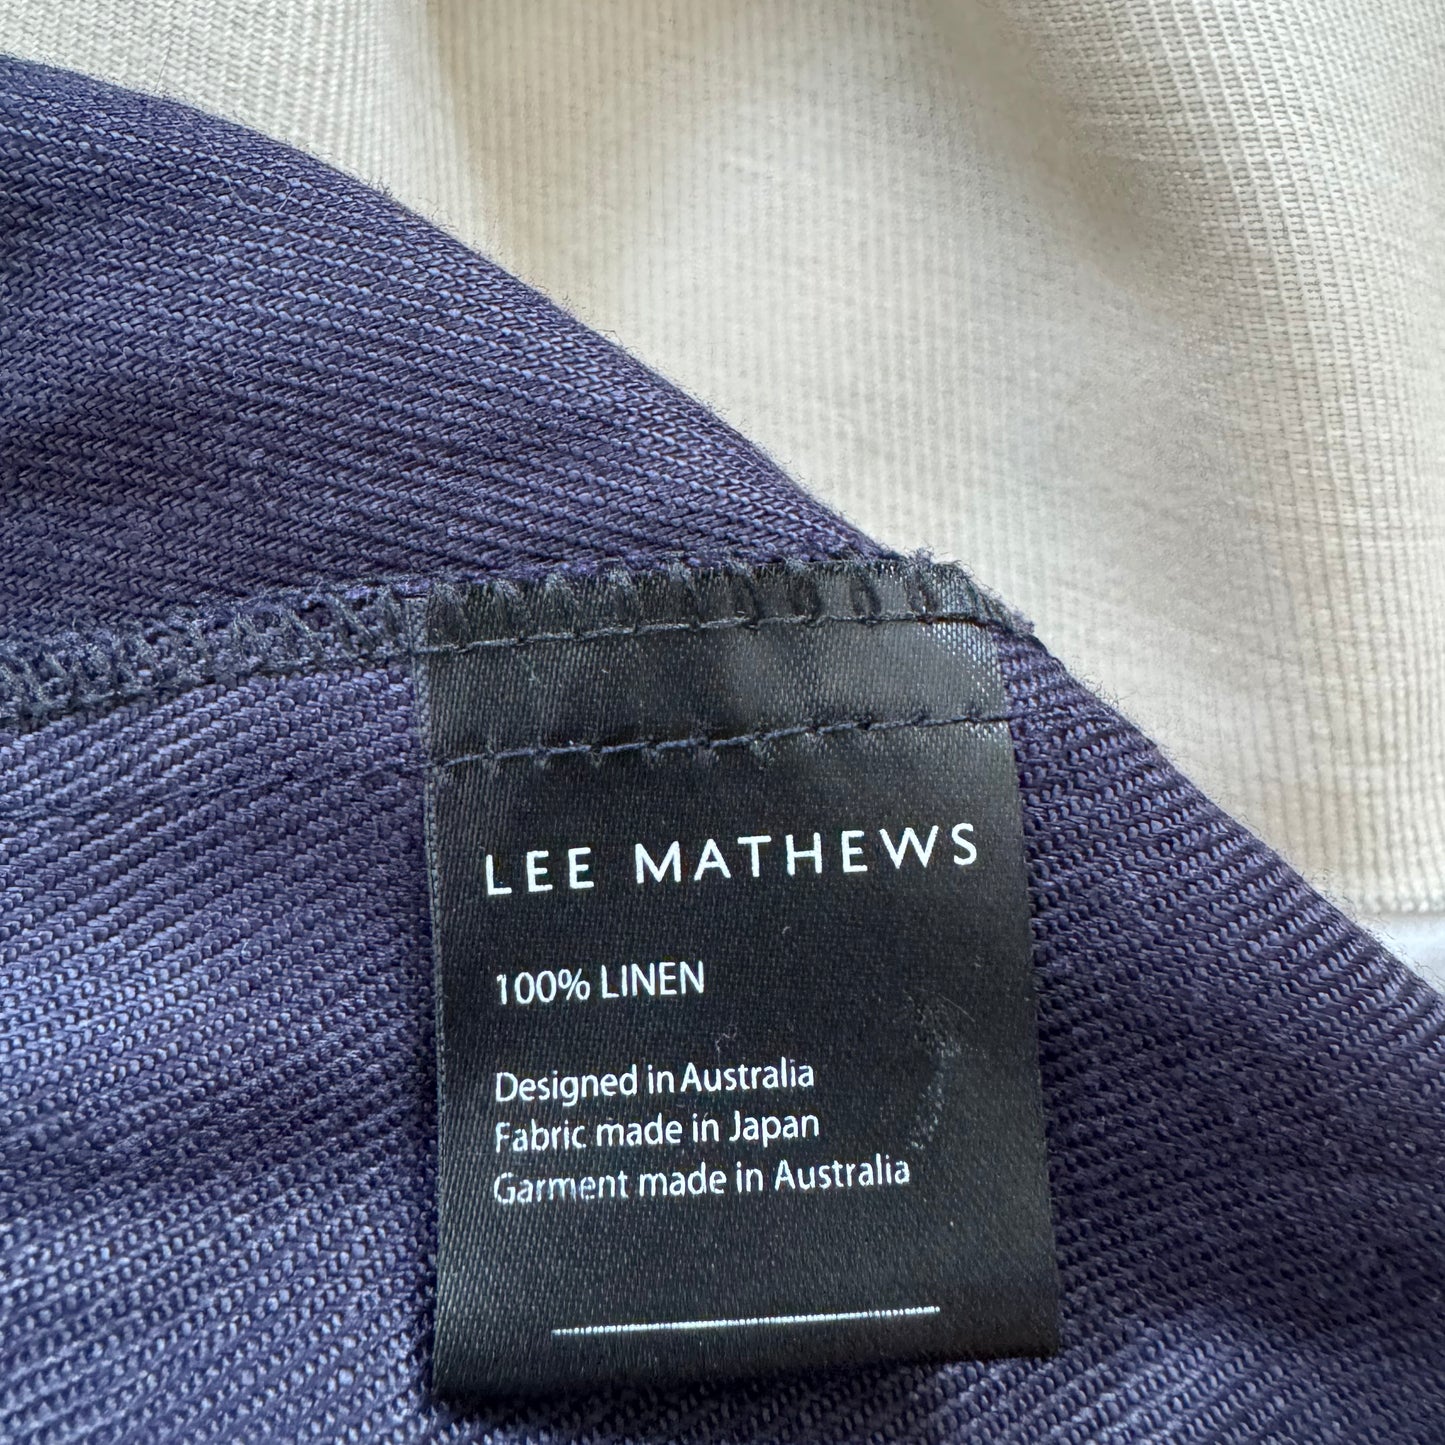 LEE MATHEWS
100% LINEN
Designed in Australia
Fabric made in Japan
Garment made in Australia